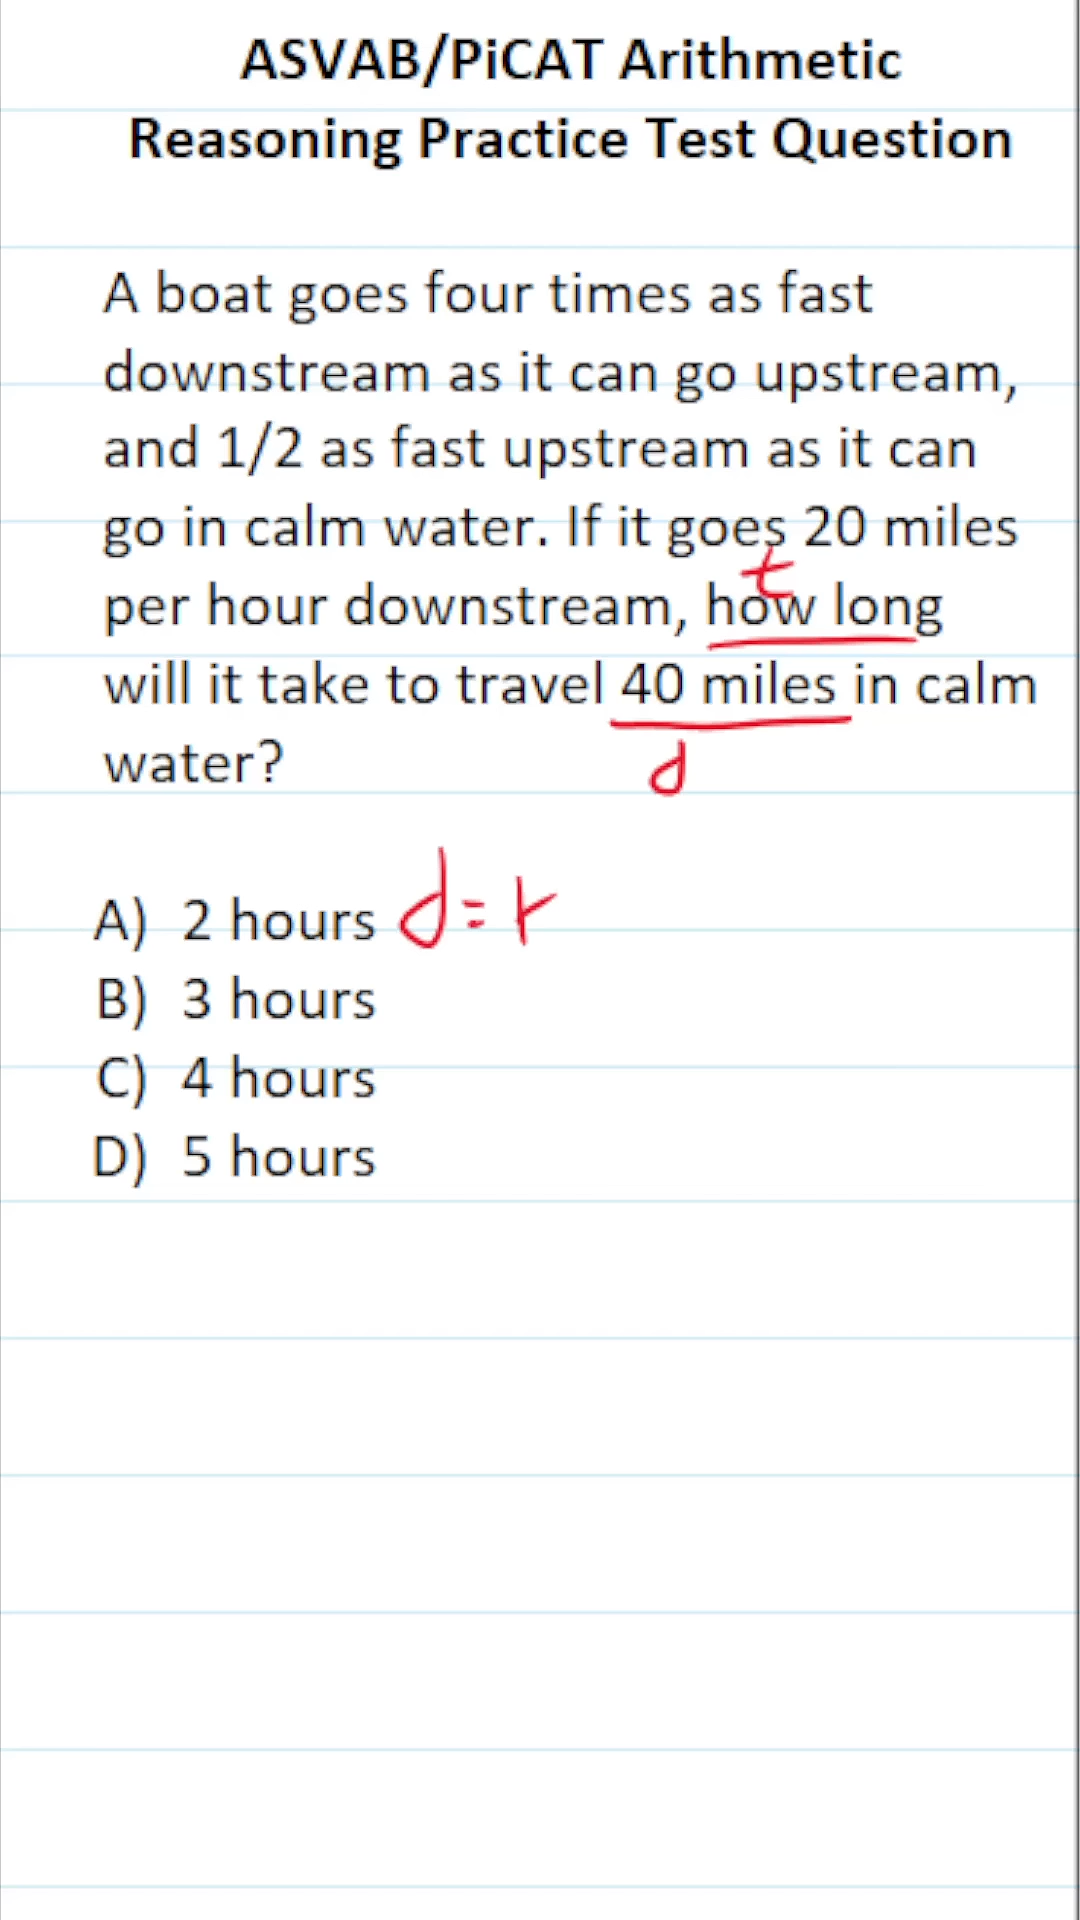 ASVAB/PiCAT Arithmetic
Reasoning Practice Test Question
A boat goes four times as fast
downstream as it can go upstream,
and 1/2 as fast upstream as it can
go in calm water. If it goes 20 miles
t
per hour downstream, how long
will it take to travel 40 miles in calm
water?
d
A) 2 hours d=r
B) 3 hours
C) 4 hours
D) 5 hours